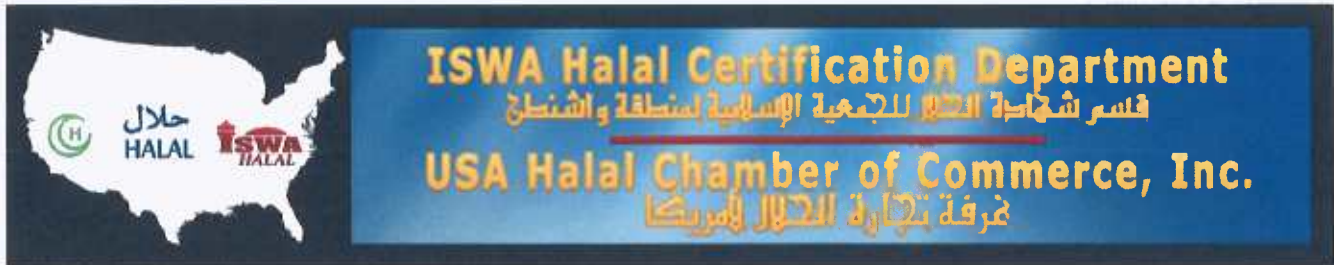 H
حلال
HALAL
ISWA
HALAL
ISWA Halal Certification Department
قسم شهادة الحلال للجمعية الإسلامية لمنطقة واشنطن
USA Halal Chamber of Commerce, Inc.
غرفة تجارة الحلال لأمريكا